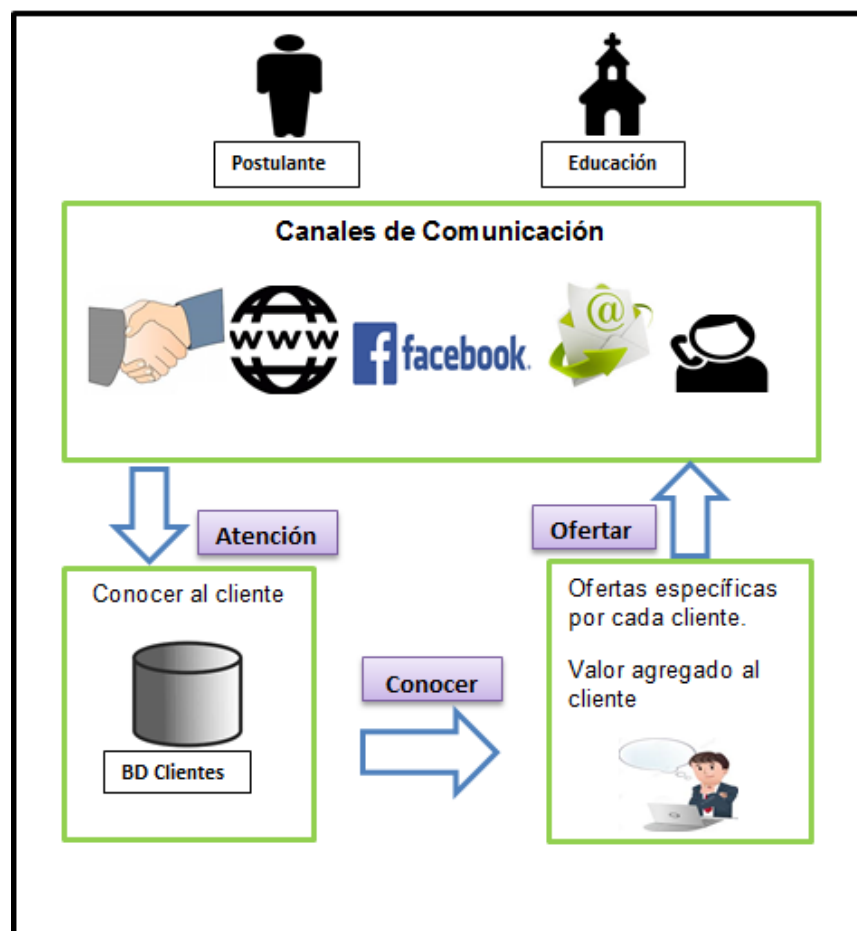 Postulante
Educación
Canales de Comunicación
www
facebook.
@
Atención
Ofertar
Conocer al cliente
BD Clientes
Conocer
Ofertas específicas
por cada cliente.
Valor agregado al
cliente